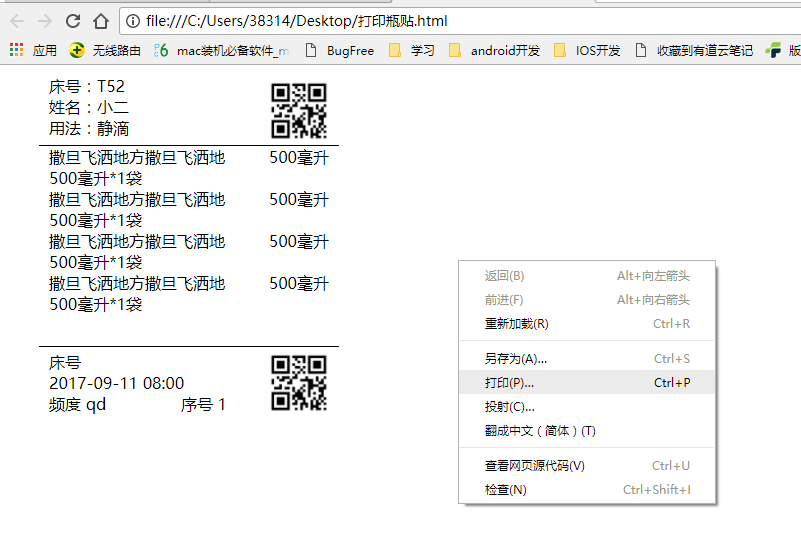 file:///C:/Users/38314/Desktop/打印瓶贴.html
应用 无线路由 mac装机必备软件_m BugFree 学习 android开发 IOS开发 收藏到有道云笔记 版
床号：T52
姓名：小二
用法：静滴
撒旦飞洒地方撒旦飞洒地 500毫升
500毫升*1袋
撒旦飞洒地方撒旦飞洒地 500毫升
500毫升*1袋
撒旦飞洒地方撒旦飞洒地 500毫升
500毫升*1袋
撒旦飞洒地方撒旦飞洒地 500毫升
500毫升*1袋
床号
2017-09-11 08:00
频度 qd 序号 1
返回(B) Alt+向左箭头
前进(F) Alt+向右箭头
重新加载(R) Ctrl+R
另存为(A)... Ctrl+S
打印(P)... Ctrl+P
投射(C)...
翻成中文（简体）(T)
查看网页源代码(V) Ctrl+U
检查(N) Ctrl+Shift+I